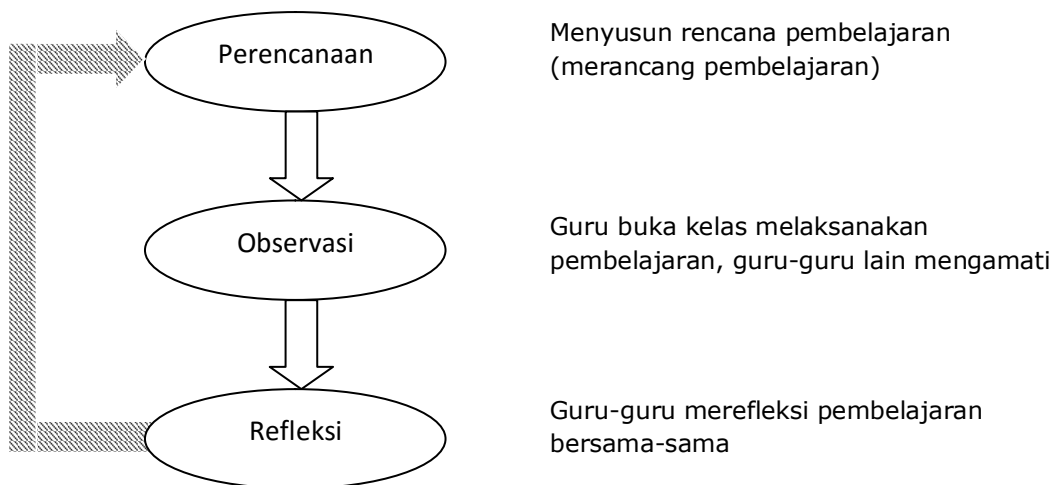 Perencanaan
Menyusun rencana pembelajaran
(merancang pembelajaran)
Observasi
Guru buka kelas melaksanakan
pembelajaran, guru-guru lain mengamati
Refleksi
Guru-guru merefleksi pembelajaran
bersama-sama